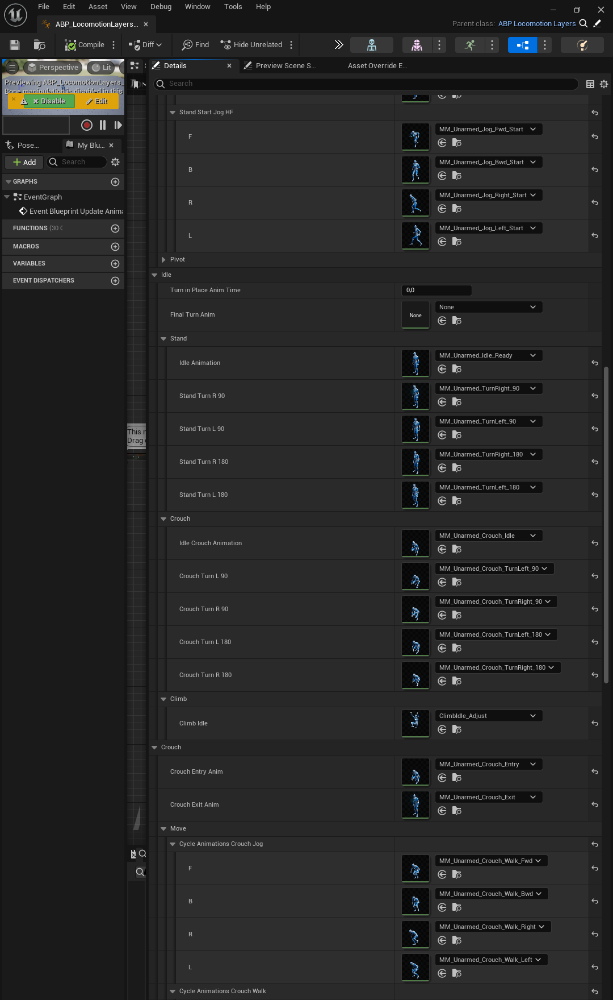 File Edit Asset View Debug Window Tools Help
ABP_LocomotionLayers...
Parent class: ABP Locomotion Layers
Compile Diff Find Hide Unrelated
Perspective Lit
Previewing ABP_LocomotionLayers_
Bone manipulation is disabled in this
Disable Edit
Pose... My Blu...
Add Search
GRAPHS
EventGraph
Event Blueprint Update Anima
FUNCTIONS (30
MACROS
VARIABLES
EVENT DISPATCHERS
Drag
Details Preview Scene S... Asset Override E...
Search
Stand Start Jog HF
F MM_Unarmed_Jog_Fwd_Start
B MM_Unarmed_Jog_Bwd_Start
R MM_Unarmed_Jog_Right_Start
L MM_Unarmed_Jog_Left_Start
Pivot
Idle
Turn in Place Anim Time 0,0
Final Turn Anim None None
Stand
Idle Animation MM_Unarmed_Idle_Ready
Stand Turn R 90 MM_Unarmed_TurnRight_90
Stand Turn L 90 MM_Unarmed_TurnLeft_90
Stand Turn R 180 MM_Unarmed_TurnRight_180
Stand Turn L 180 MM_Unarmed_TurnLeft_180
Crouch
Idle Crouch Animation MM_Unarmed_Crouch_Idle
Crouch Turn L 90 MM_Unarmed_Crouch_TurnLeft_90
Crouch Turn R 90 MM_Unarmed_Crouch_TurnRight_90
Crouch Turn L 180 MM_Unarmed_Crouch_TurnLeft_180
Crouch Turn R 180 MM_Unarmed_Crouch_TurnRight_180
Climb
Climb Idle ClimbIdle_Adjust
Crouch
Crouch Entry Anim MM_Unarmed_Crouch_Entry
Crouch Exit Anim MM_Unarmed_Crouch_Exit
Move
Cycle Animations Crouch Jog
F MM_Unarmed_Crouch_Walk_Fwd
B MM_Unarmed_Crouch_Walk_Bwd
R MM_Unarmed_Crouch_Walk_Right
L MM_Unarmed_Crouch_Walk_Left
Cycle Animations Crouch Walk